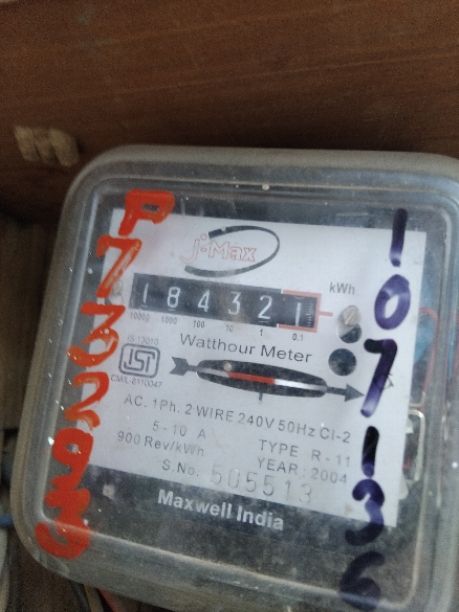 J-Max
kWh
184321
10000 1000 100 10 1 0.1
IS:13010
Watthour Meter
CM/L-8110047
AC. 1Ph. 2 WIRE 240V 50Hz Cl-2
5-10 A TYPE R-11
900 Rev/kWh YEAR: 2004
S.No. 505513
Maxwell India
P73293
107136